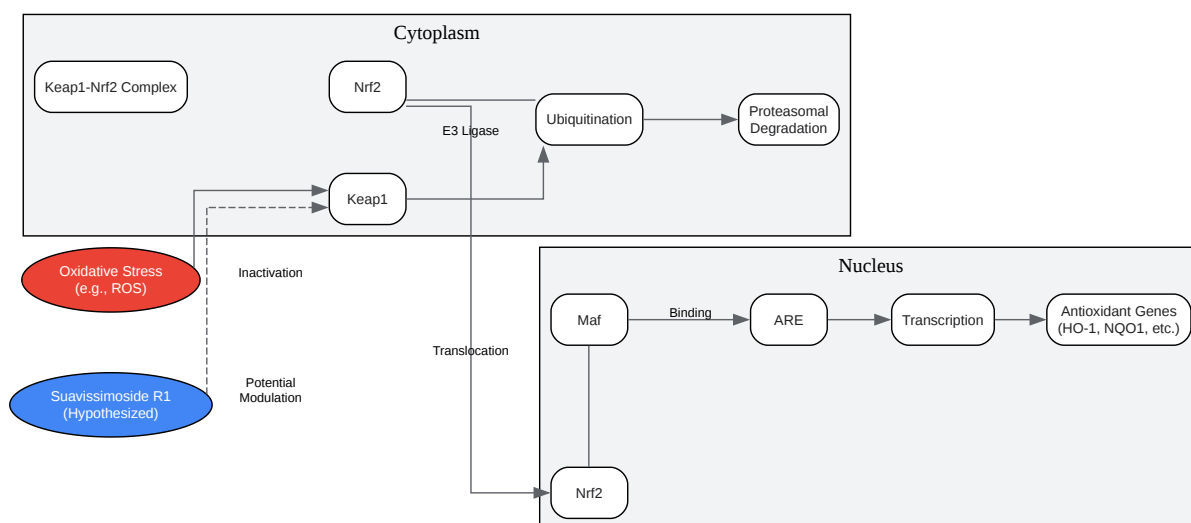 Cytoplasm
Keap1-Nrf2 Complex
Nrf2
E3 Ligase
Ubiquitination
Proteasomal
Degradation
Keap1
Oxidative Stress
(e.g., ROS)
Inactivation
Nucleus
Maf
Binding
ARE
Transcription
Antioxidant Genes
(HO-1, NQO1, etc.)
Translocation
Suavissimoside R1
(Hypothesized)
Potential
Modulation
Nrf2